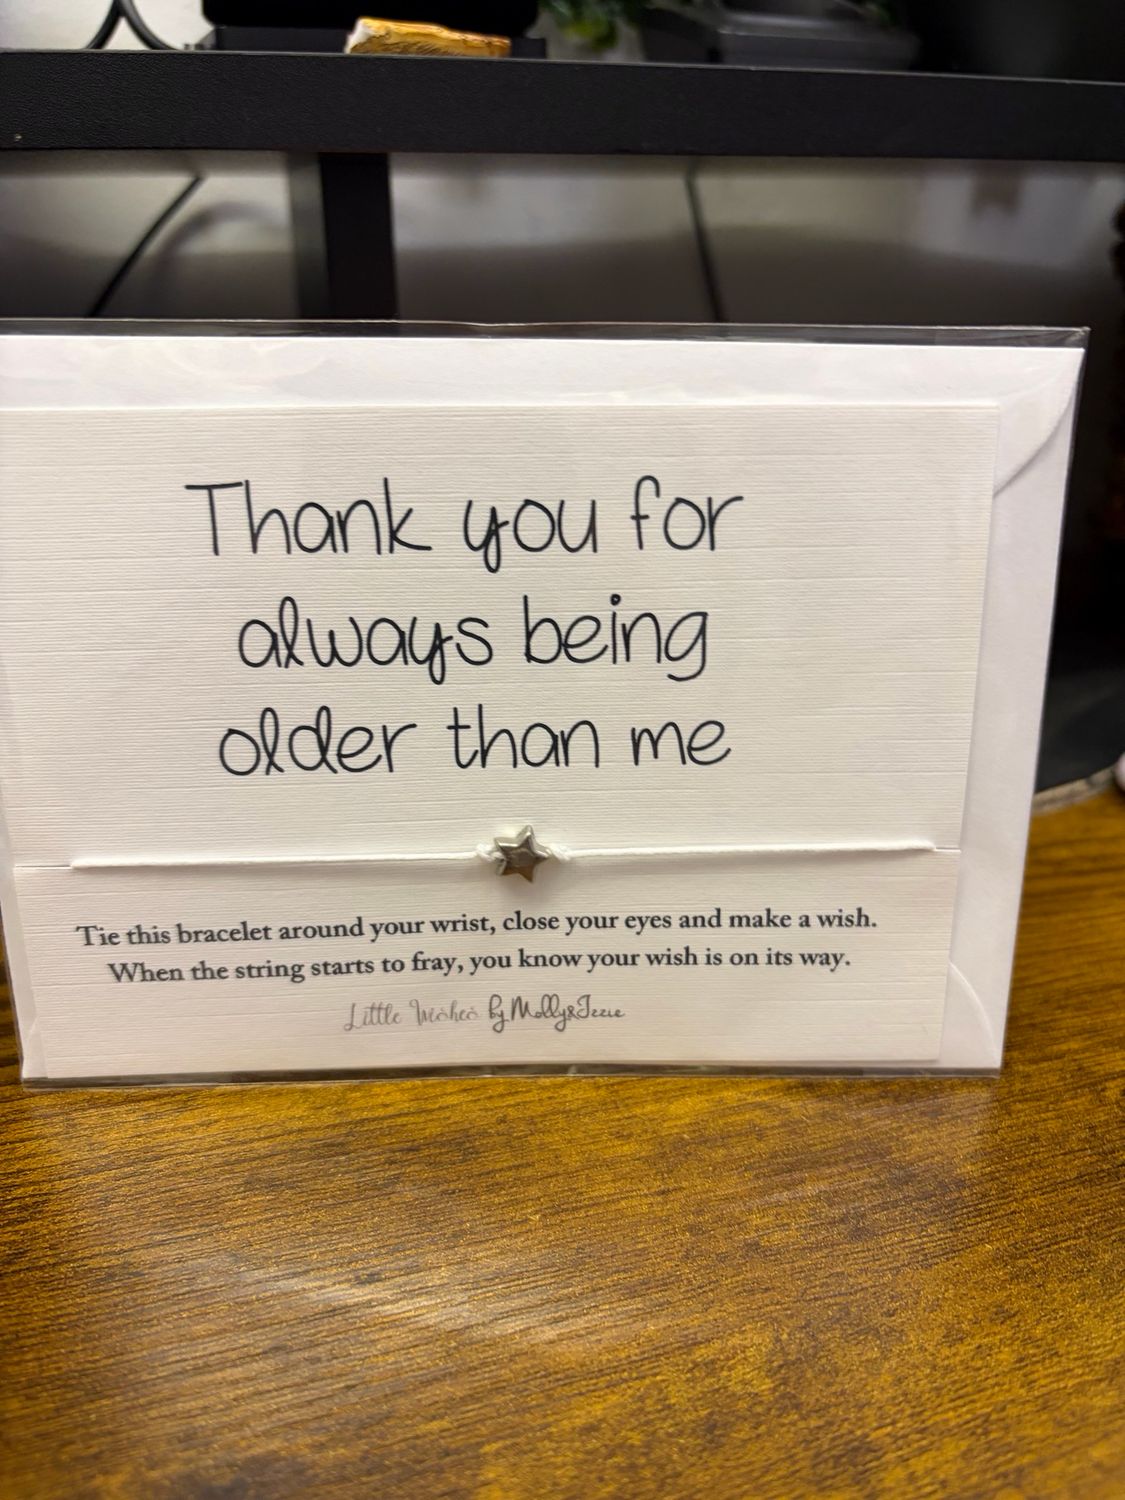 Thank you for
always being
older than me
Tie this bracelet around your wrist, close your eyes and make a wish.
When the string starts to fray, you know your wish is on its way.
Little Wishes by Molly&Izzie